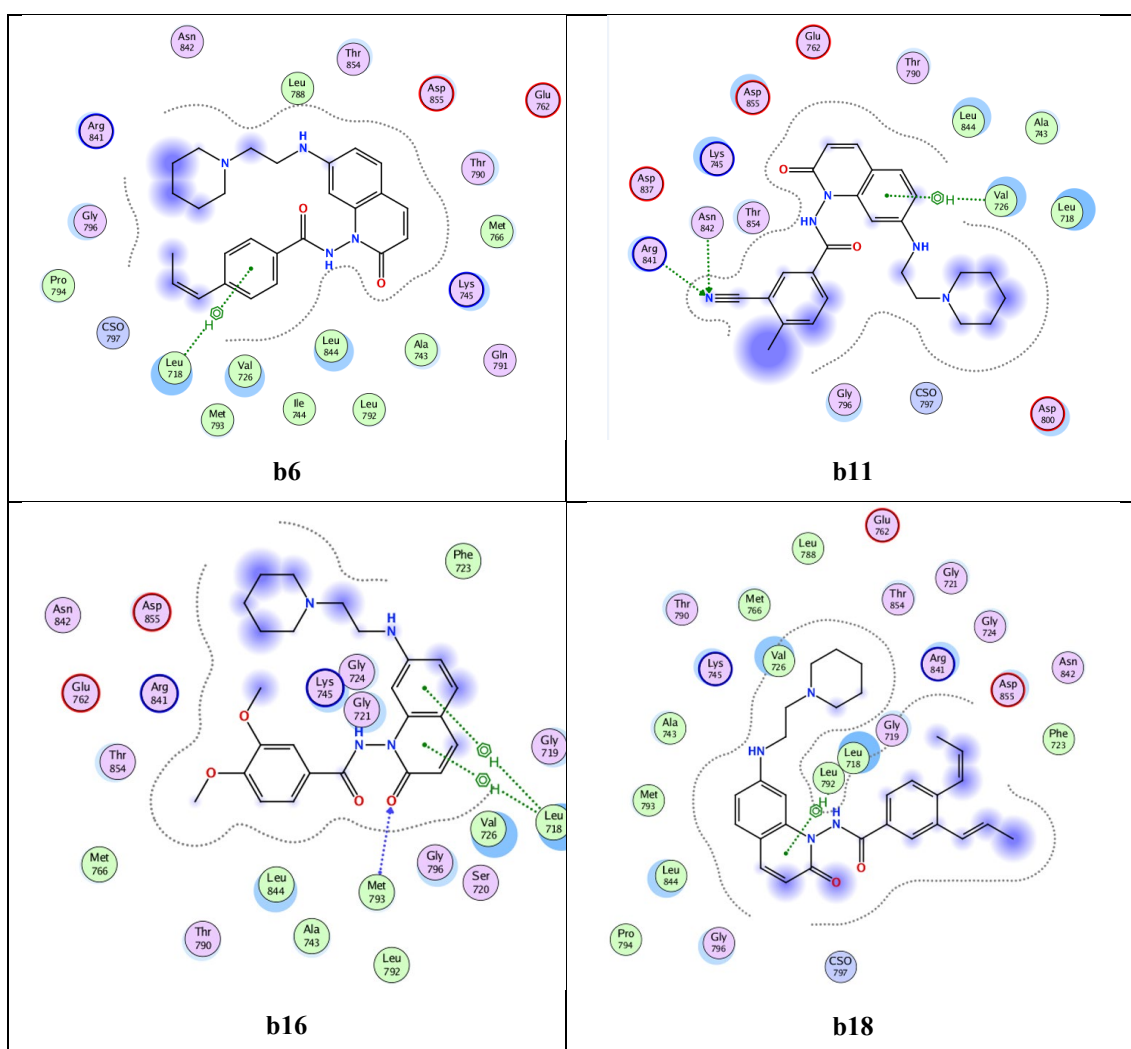 Asn
842
Thr
854
Leu
788
Asp
855
Glu
762
Arg
841
H
N
N
Thr
790
Gly
796
O
Met
766
N
N
H
O
Pro
794
Lys
745
CSO
797
H
Leu
718
Val
726
Leu
844
Ala
743
Gln
791
Met
793
Ile
744
Leu
792
b6
Glu
762
Thr
790
Asp
855
Leu
844
Ala
743
Lys
745
O
Asp
837
N
H
Val
726
Leu
718
Asn
842
Thr
854
HN
Arg
841
O
NH
N
N
Gly
796
CSO
797
Asp
800
b11
Phe
723
Asn
842
Asp
855
N
H
N
Gly
724
Lys
745
Glu
762
Arg
841
Gly
721
O
H
N
N
H
Gly
719
Thr
854
O
H
O
O
Leu
718
Val
726
Met
766
Gly
796
Ser
720
Leu
844
Met
793
Thr
790
Ala
743
Leu
792
b16
Glu
762
Leu
788
Gly
721
Thr
790
Met
766
Thr
854
Gly
724
Lys
745
Val
726
Arg
841
Asn
842
N
Asp
855
Ala
743
Gly
719
Phe
723
HN
Leu
718
Leu
792
Met
793
H
H
N
N
O
O
Leu
844
Pro
794
Gly
796
CSO
797
b18